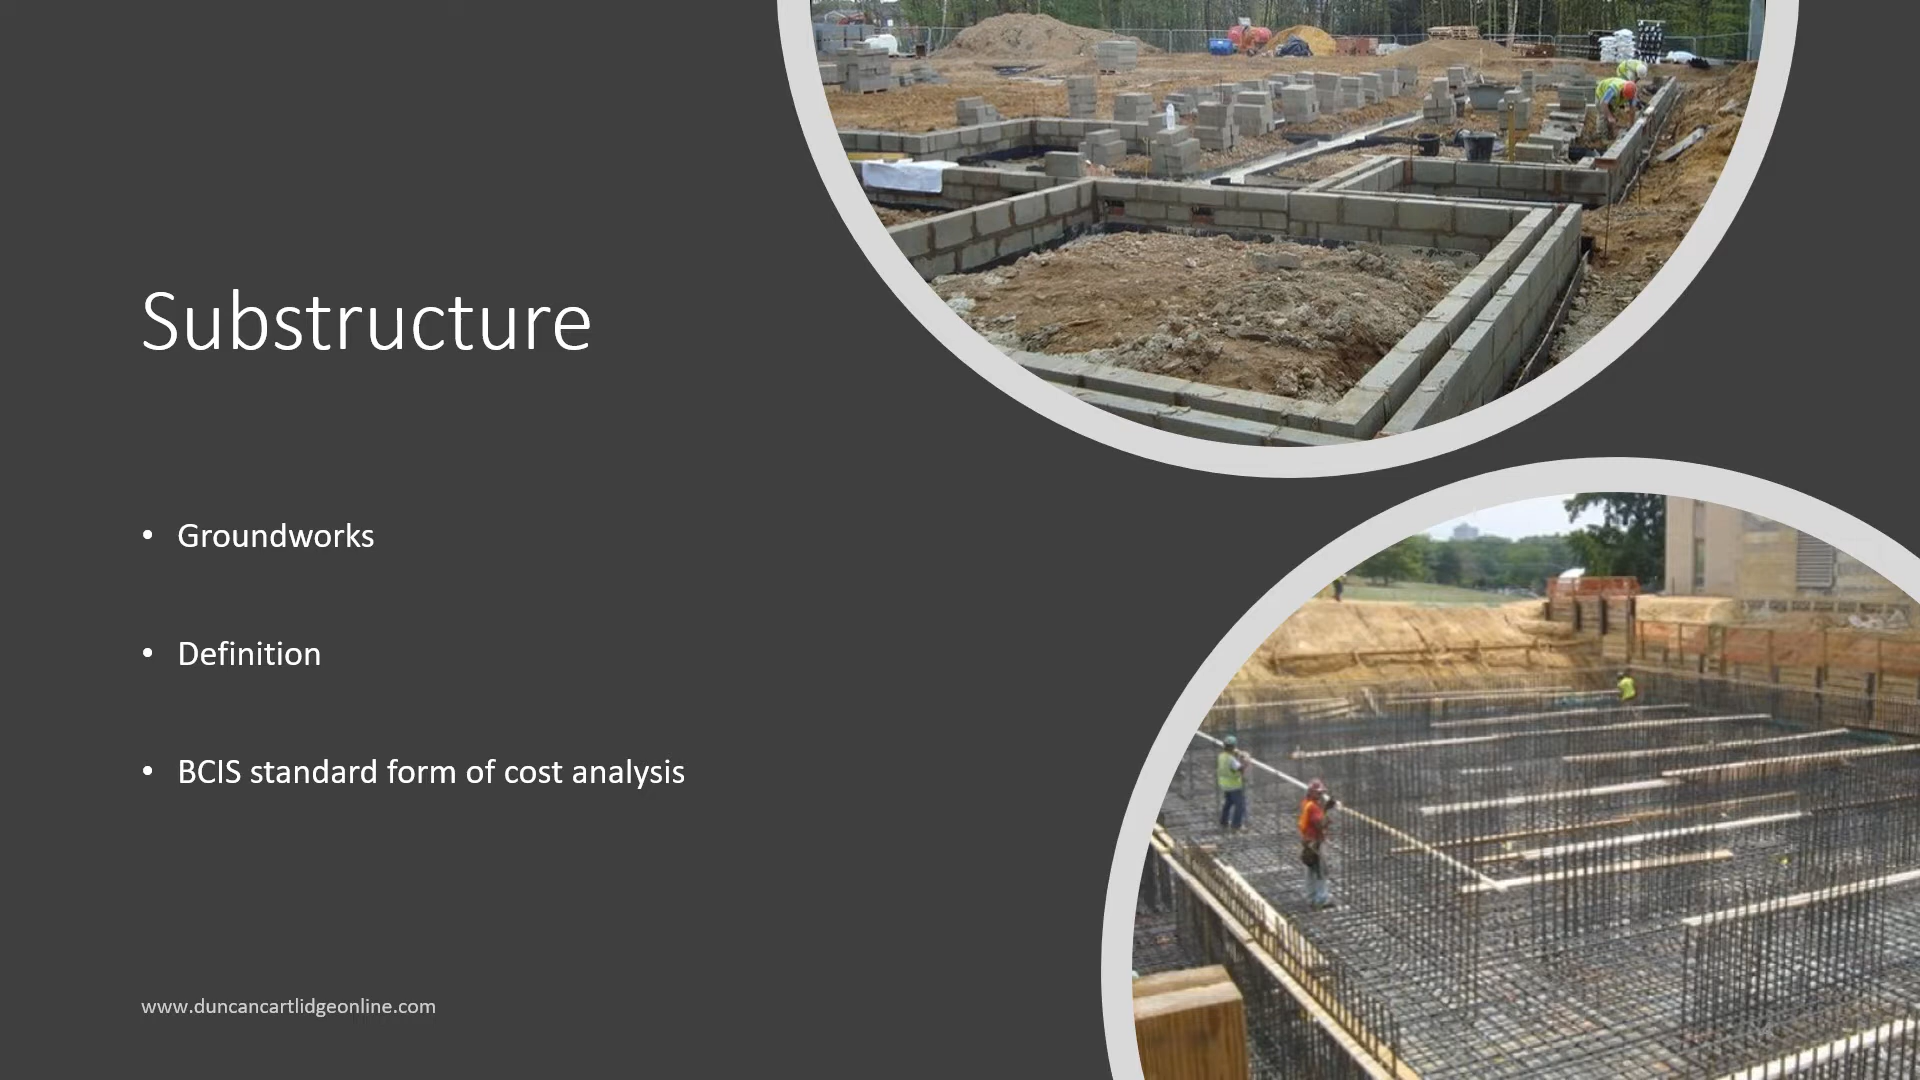 Substructure
• Groundworks
• Definition
• BCIS standard form of cost analysis
www.duncancartlidgeonline.com